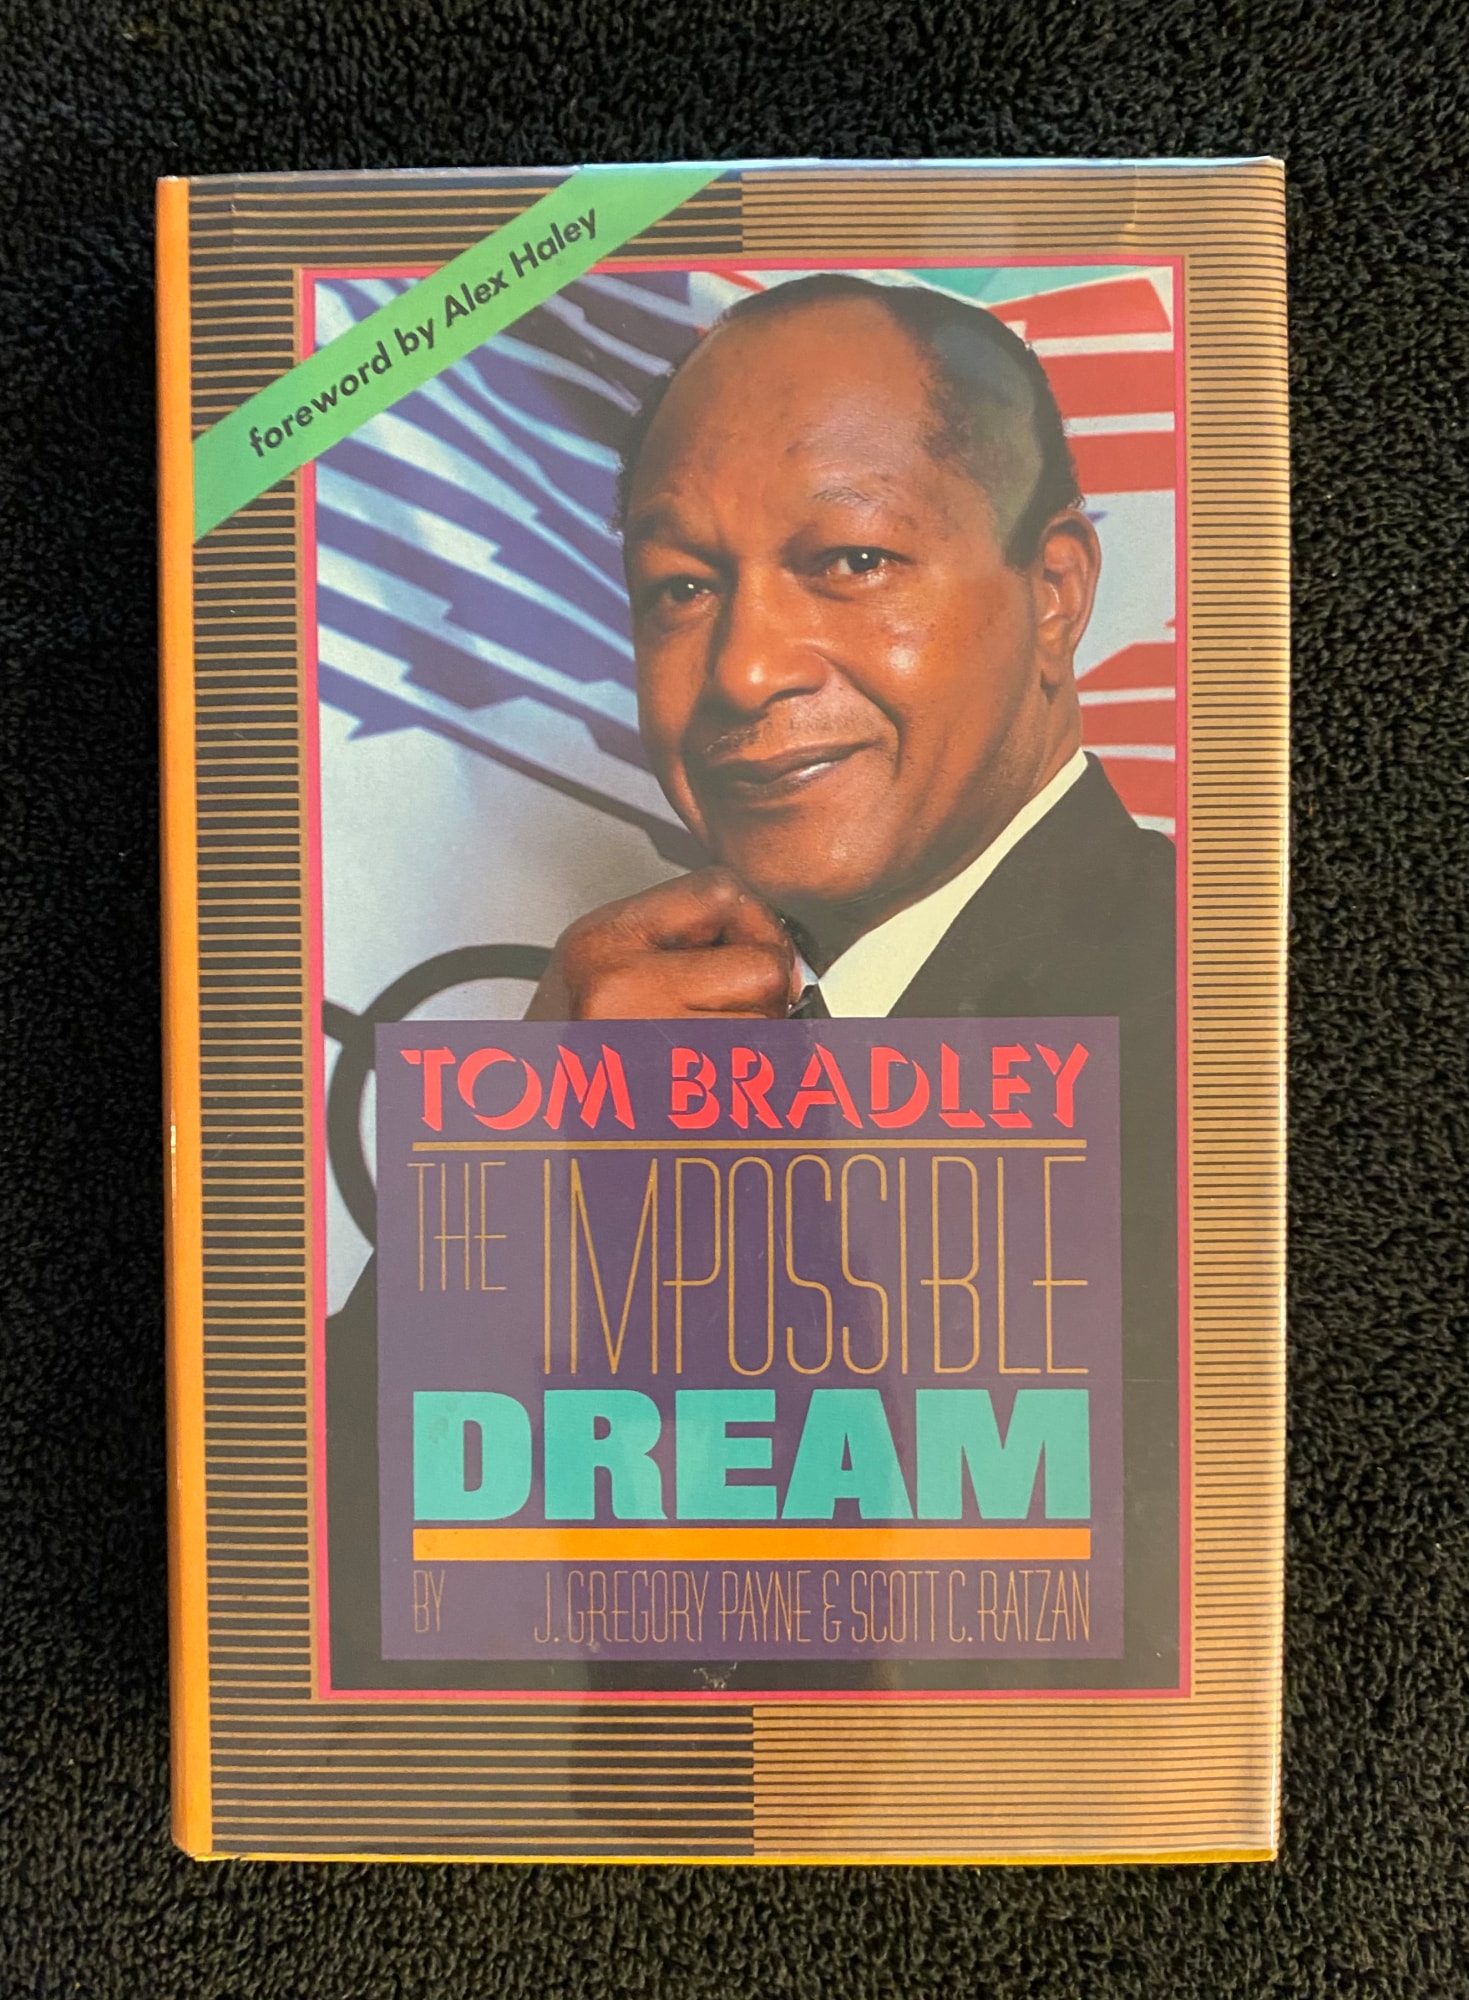 foreword by Alex Haley
TOM BRADLEY
THE IMPOSSIBLE
DREAM
BY J. GREGORY PAYNE & SCOTT C. RATZAN